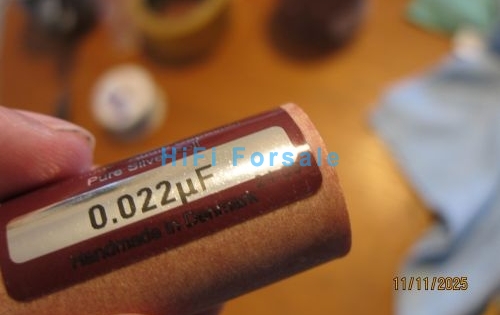 Pure Silver
HiFi Forsale
0.022µF
Handmade in Denmark
11/11/2025